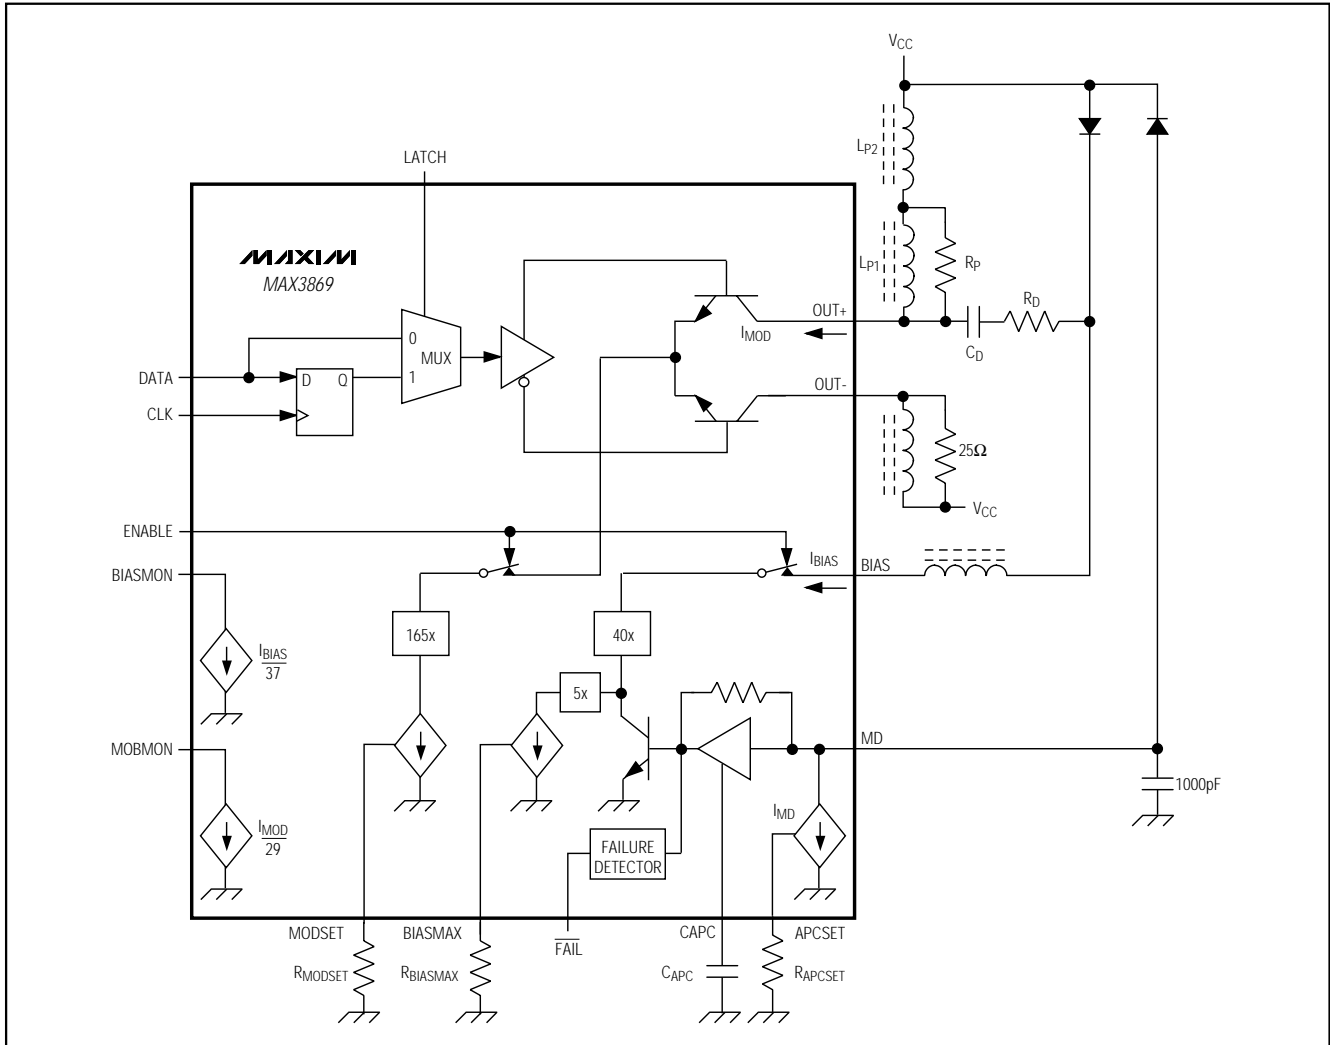 VCC
LP2
LATCH
MAXIM
MAX3869
LP1
RP
RD
OUT+
IMOD
CD
0
MUX
1
DATA
D Q
CLK
OUT-
25Ω
VCC
ENABLE
IBIAS
BIAS
BIASMON
165x
40x
IBIAS
37
5x
MOBMON
MD
1000pF
IMD
IMOD
29
FAILURE
DETECTOR
MODSET
BIASMAX
FAIL
CAPC
APCSET
RMODSET
RBIASMAX
CAPC
RAPCSET